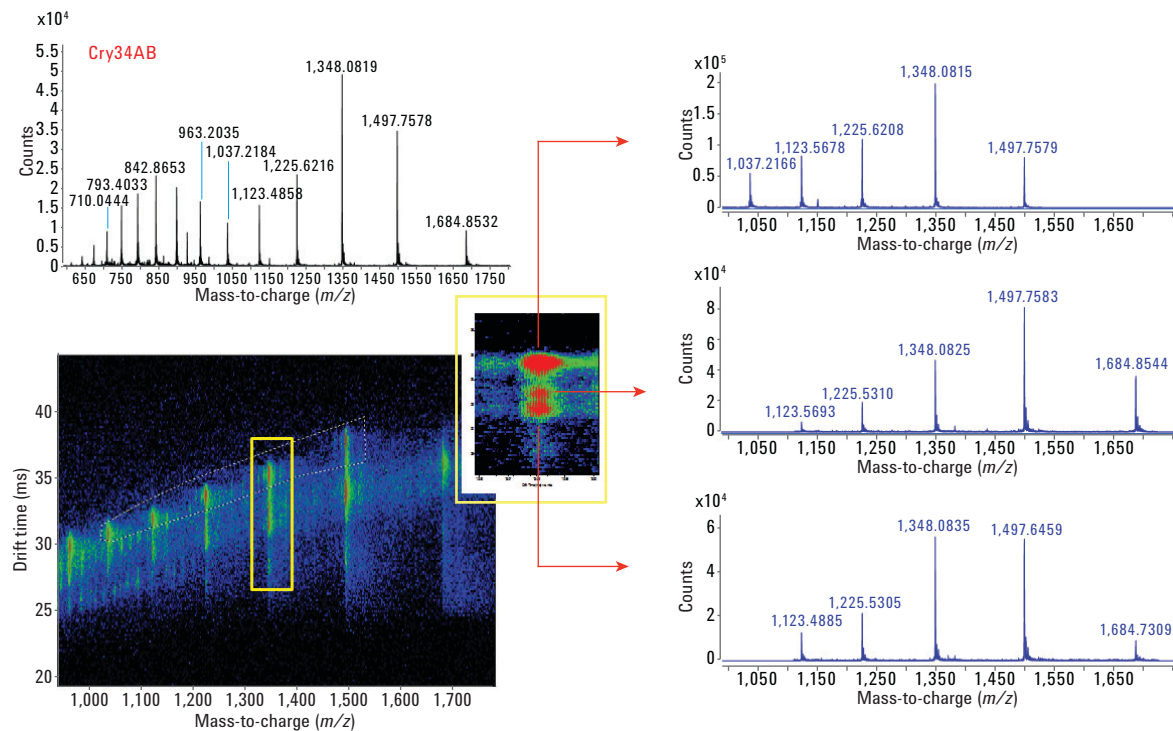 x10⁴
Cry34AB
5.5
5
4.5
4
3.5
3
2.5
2
1.5
1
0.5
0
Counts
710.0444
793.4033
842.8653
963.2035
1,037.2184
1,123.4858
1,225.6216
1,348.0819
1,497.7578
1,684.8532
650 750 850 950 1050 1150 1250 1350 1450 1550 1650 1750
Mass-to-charge (m/z)
Drift time (ms)
40
35
30
25
20
1,000 1,100 1,200 1,300 1,400 1,500 1,600 1,700
Mass-to-charge (m/z)
x10⁵
2
1.5
1
0.5
0
Counts
1,037.2166
1,123.5678
1,225.6208
1,348.0815
1,497.7579
1,050 1,150 1,250 1,350 1,450 1,550 1,650
Mass-to-charge (m/z)
x10⁴
8
6
4
2
0
Counts
1,123.5693
1,225.5310
1,348.0825
1,497.7583
1,684.8544
1,050 1,150 1,250 1,350 1,450 1,550 1,650
Mass-to-charge (m/z)
x10⁴
6
4
2
0
Counts
1,123.4885
1,225.5305
1,348.0835
1,497.6459
1,684.7309
1,050 1,150 1,250 1,350 1,450 1,550 1,650
Mass-to-charge (m/z)